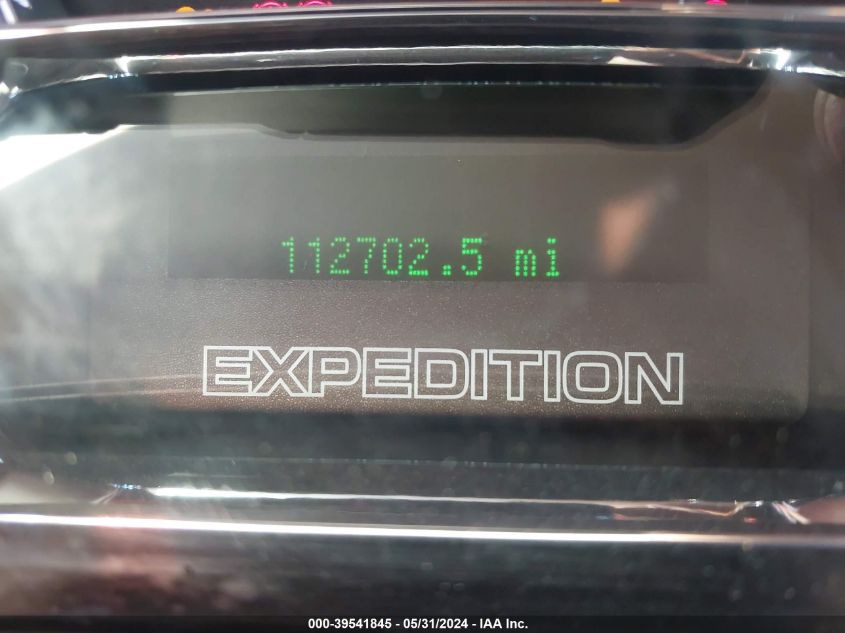 112702.5 mi
EXPEDITION
000-39541845 - 05/31/2024 - IAA Inc.